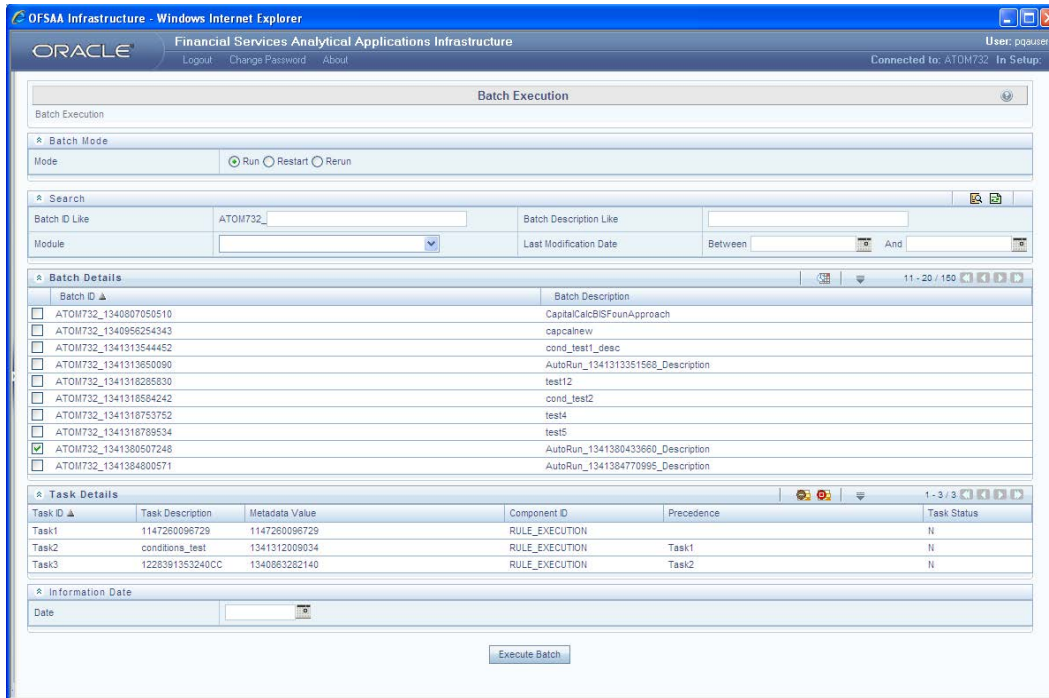 OFSAA Infrastructure - Windows Internet Explorer
ORACLE
Financial Services Analytical Applications Infrastructure
User: pqauser
Logout Change Password About
Connected to: ATOM732 In Setup:
Batch Execution
Batch Execution
Batch Mode
Mode Run Restart Rerun
Search
Batch ID Like ATOM732_ Batch Description Like
Module Last Modification Date Between And
Batch Details 11 - 20 / 150
Batch ID Batch Description
ATOM732_1340807050510 CapitalCalcBISFounApproach
ATOM732_1340956254343 capcalnew
ATOM732_1341313544452 cond_test1_desc
ATOM732_1341313650090 AutoRun_1341313351568_Description
ATOM732_1341318285830 test12
ATOM732_1341318584242 cond_test2
ATOM732_1341318753752 test4
ATOM732_1341318789534 test5
ATOM732_1341380507248 AutoRun_1341380433660_Description
ATOM732_1341384800571 AutoRun_1341384770995_Description
Task Details 1 - 3 / 3
Task ID Task Description Metadata Value Component ID Precedence Task Status
Task1 1147260096729 1147260096729 RULE_EXECUTION N
Task2 conditions_test 1341312009034 RULE_EXECUTION Task1 N
Task3 1228391353240CC 1340863282140 RULE_EXECUTION Task2 N
Information Date
Date
Execute Batch